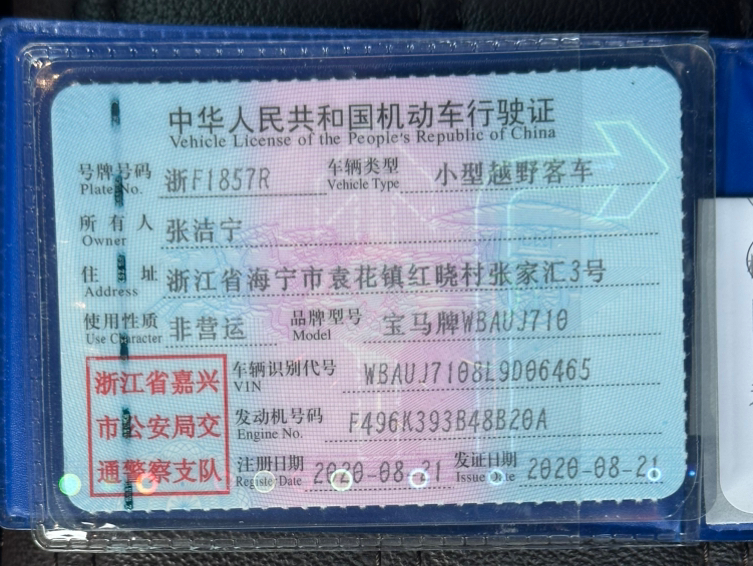 中华人民共和国机动车行驶证
Vehicle License of the People's Republic of China
号牌号码 浙F1857R 车辆类型 小型越野客车
Plate No. Vehicle Type
所有人 张洁宁
Owner
住址 浙江省海宁市袁花镇红晓村张家汇3号
Address
使用性质 非营运 品牌型号 宝马牌WBAUJ710
Use Character Model
浙江省嘉兴
市公安局交
通警察支队
车辆识别代号 WBAUJ7108L9D06465
VIN
发动机号码 F496K393B48B20A
Engine No.
注册日期 2020-08-21 发证日期 2020-08-21
Register Date Issue Date